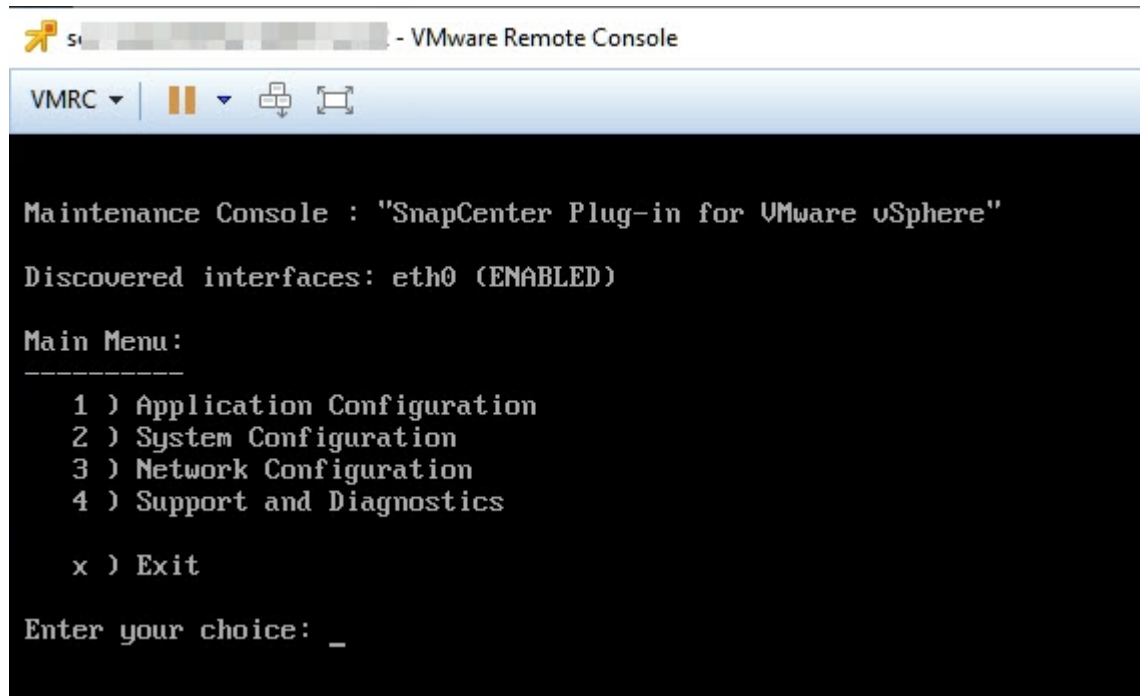 - VMware Remote Console
VMRC
Maintenance Console : "SnapCenter Plug-in for VMware vSphere"
Discovered interfaces: eth0 (ENABLED)
Main Menu:
----------
1 ) Application Configuration
2 ) System Configuration
3 ) Network Configuration
4 ) Support and Diagnostics
x ) Exit
Enter your choice: _